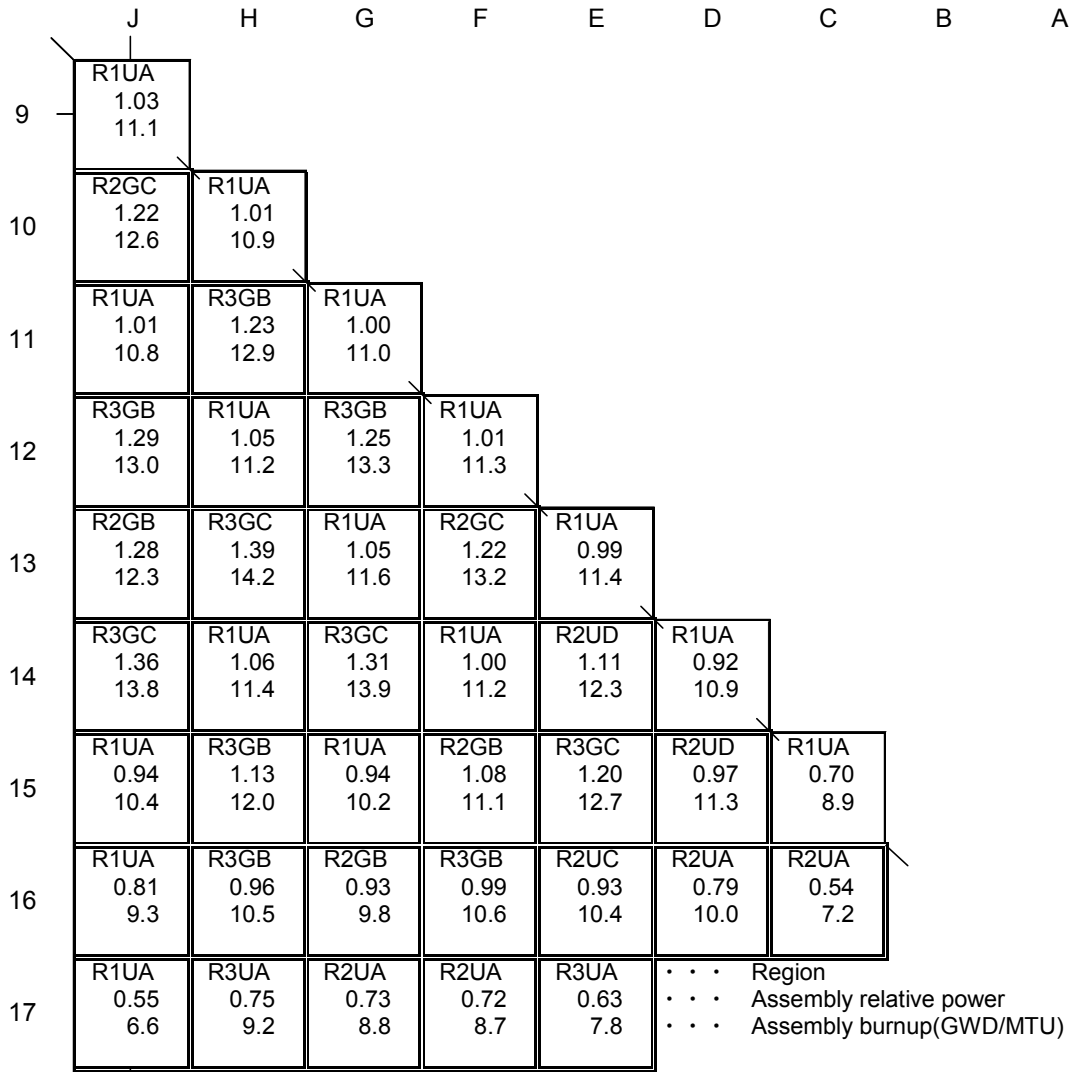 J H G F E D C B A
R1UA
9 1.03
11.1
R2GC R1UA
10 1.22 1.01
12.6 10.9
R1UA R3GB R1UA
11 1.01 1.23 1.00
10.8 12.9 11.0
R3GB R1UA R3GB R1UA
12 1.29 1.05 1.25 1.01
13.0 11.2 13.3 11.3
R2GB R3GC R1UA R2GC R1UA
13 1.28 1.39 1.05 1.22 0.99
12.3 14.2 11.6 13.2 11.4
R3GC R1UA R3GC R1UA R2UD R1UA
14 1.36 1.06 1.31 1.00 1.11 0.92
13.8 11.4 13.9 11.2 12.3 10.9
R1UA R3GB R1UA R2GB R3GC R2UD R1UA
15 0.94 1.13 0.94 1.08 1.20 0.97 0.70
10.4 12.0 10.2 11.1 12.7 11.3 8.9
R1UA R3GB R2GB R3GB R2UC R2UA R2UA
16 0.81 0.96 0.93 0.99 0.93 0.79 0.54
9.3 10.5 9.8 10.6 10.4 10.0 7.2
R1UA R3UA R2UA R2UA R3UA ・・・ Region
17 0.55 0.75 0.73 0.72 0.63 ・・・ Assembly relative power
6.6 9.2 8.8 8.7 7.8 ・・・ Assembly burnup(GWD/MTU)